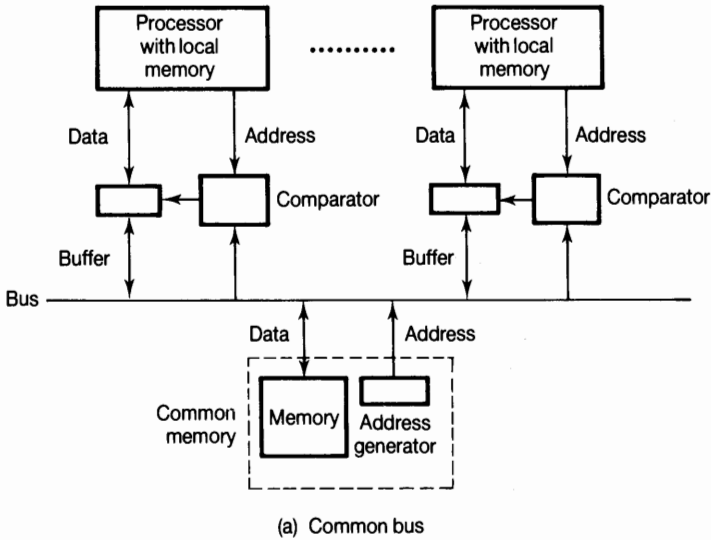 Processor
with local
memory
Processor
with local
memory
Data
Address
Data
Address
Comparator
Comparator
Buffer
Buffer
Bus
Data
Address
Common
memory
Memory
Address
generator
(a) Common bus